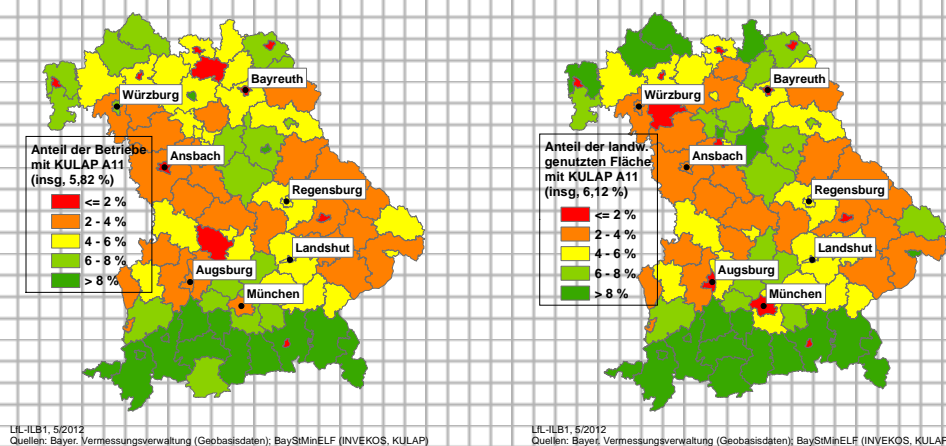 Bayreuth
Würzburg
Anteil der Betriebe
mit KULAP A11
(insg, 5,82 %)
<= 2 %
2 - 4 %
4 - 6 %
6 - 8 %
> 8 %
Ansbach
Regensburg
Landshut
Augsburg
München
LfL-ILB1, 5/2012
Quellen: Bayer. Vermessungsverwaltung (Geobasisdaten); BayStMinELF (INVEKOS, KULAP)
Bayreuth
Würzburg
Anteil der landw.
genutzten Fläche
mit KULAP A11
(insg, 6,12 %)
<= 2 %
2 - 4 %
4 - 6 %
6 - 8 %
> 8 %
Ansbach
Regensburg
Landshut
Augsburg
München
LfL-ILB1, 5/2012
Quellen: Bayer. Vermessungsverwaltung (Geobasisdaten); BayStMinELF (INVEKOS, KULAP